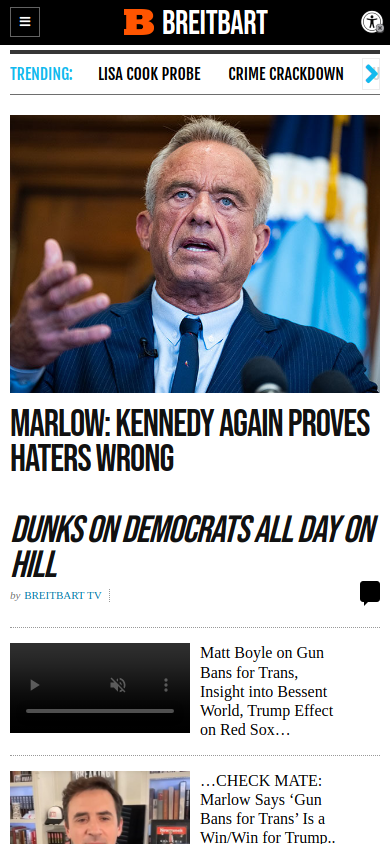 B BREITBART
TRENDING:
LISA COOK PROBE
CRIME CRACKDOWN
MARLOW: KENNEDY AGAIN PROVES
HATERS WRONG
DUNKS ON DEMOCRATS ALL DAY ON
HILL
by BREITBART TV
Matt Boyle on Gun
Bans for Trans,
Insight into Bessent
World, Trump Effect
on Red Sox…
…CHECK MATE:
Marlow Says ‘Gun
Bans for Trans’ Is a
Win/Win for Trump..